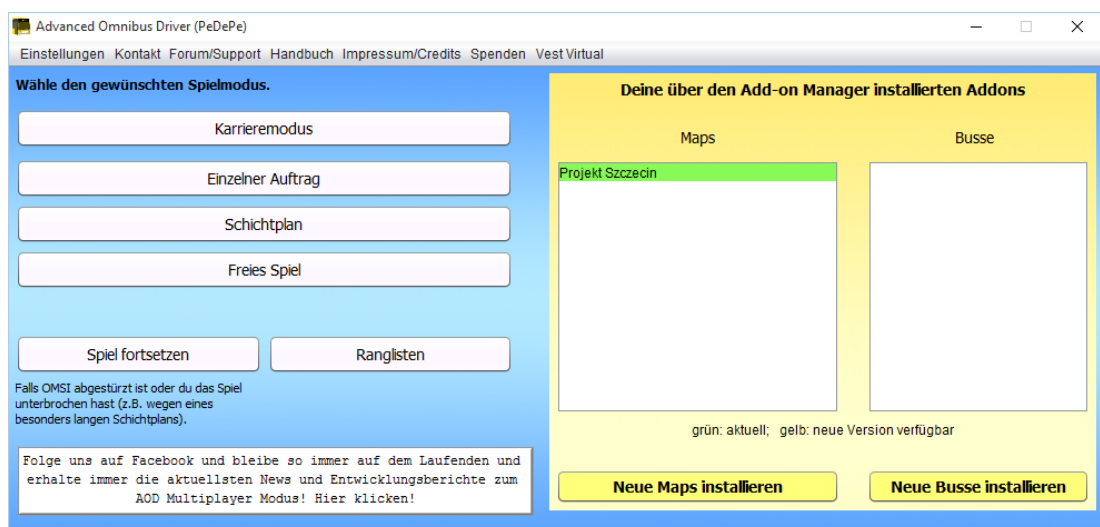 Advanced Omnibus Driver (PeDePe)
Einstellungen Kontakt Forum/Support Handbuch Impressum/Credits Spenden Vest Virtual
Wähle den gewünschten Spielmodus.
Karrieremodus
Einzelner Auftrag
Schichtplan
Freies Spiel
Spiel fortsetzen
Ranglisten
Falls OMSI abgestürzt ist oder du das Spiel
unterbrochen hast (z.B. wegen eines
besonders langen Schichtplans).
Folge uns auf Facebook und bleibe so immer auf dem Laufenden und
erhalte immer die aktuellsten News und Entwicklungsberichte zum
AOD Multiplayer Modus! Hier klicken!
Deine über den Add-on Manager installierten Addons
Maps
Busse
Projekt Szczecin
grün: aktuell; gelb: neue Version verfügbar
Neue Maps installieren
Neue Busse installieren